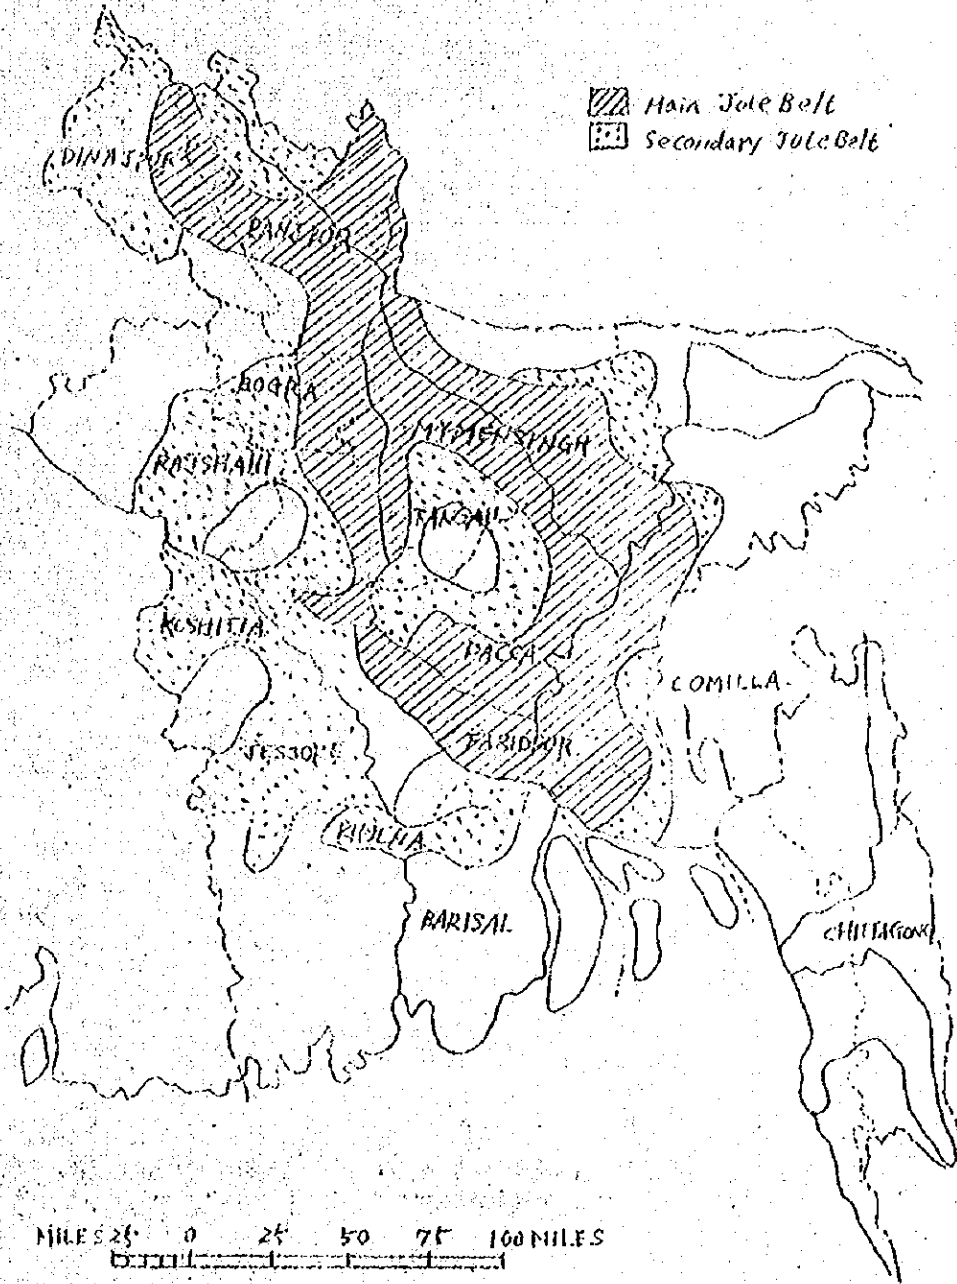 Main Jute Belt
Secondary Jute Belt
DINAJPUR
RANGPUR
BOGRA
MYMENSINGH
RAJSHAHI
TANGAIL
KUSHTIA
DACCA
COMILLA
FARIDPUR
JESSORE
KHULNA
BARISAL
CHITTAGONG
MILES 25 0 25 50 75 100 MILES